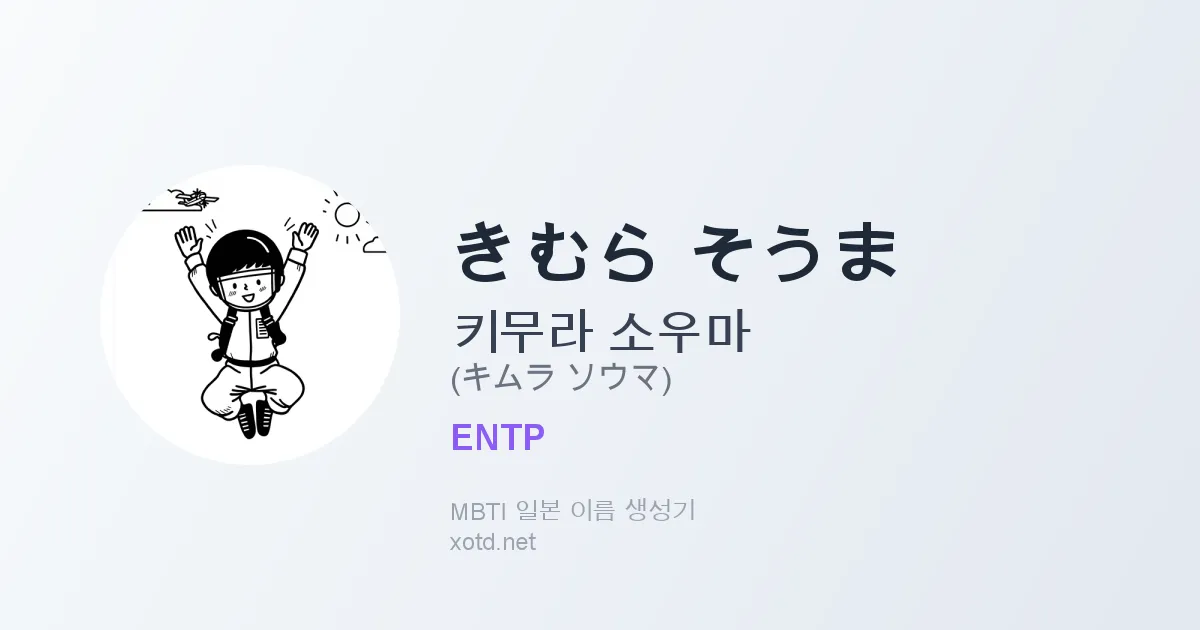 きむら そうま
키무라 소우마
(キムラ ソウマ)
ENTP
MBTI 일본 이름 생성기
xotd.net